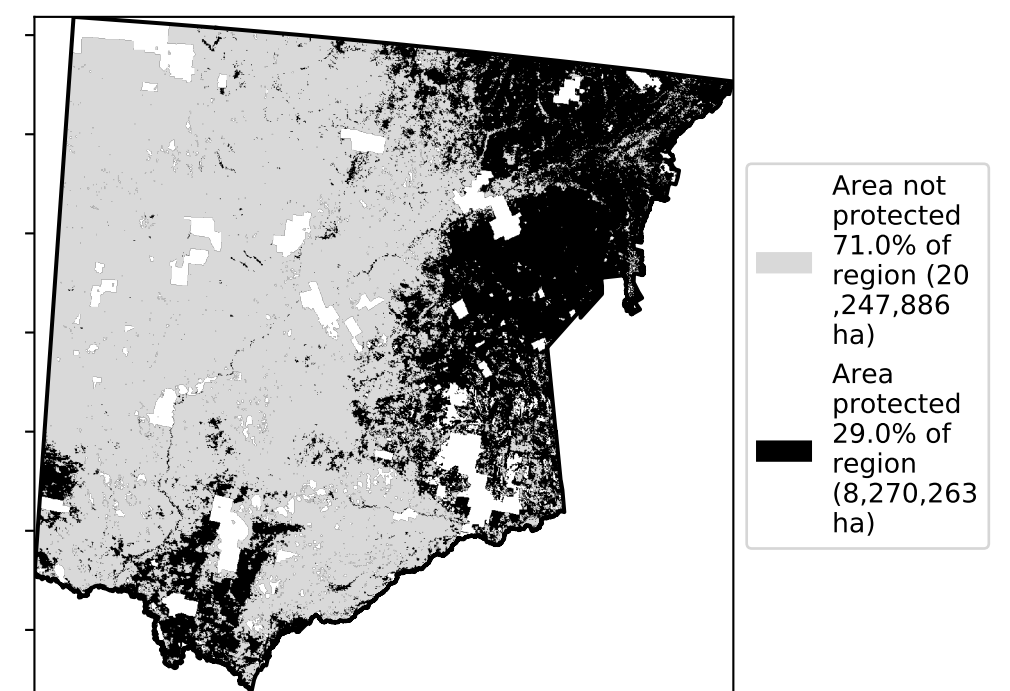 Area not
protected
71.0% of
region (20
,247,886
ha)
Area
protected
29.0% of
region
(8,270,263
ha)